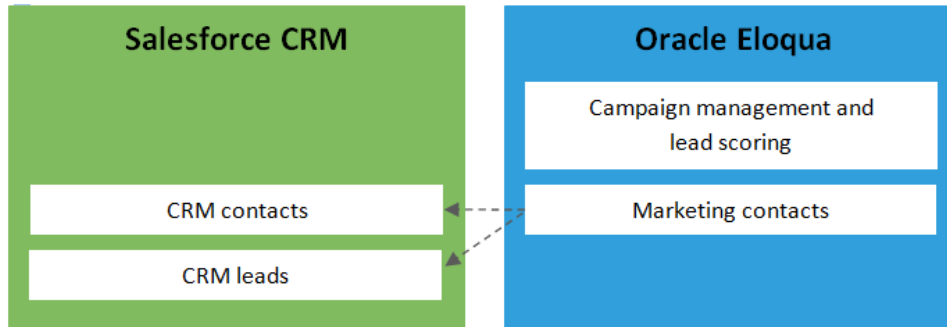 Salesforce CRM
CRM contacts
CRM leads
Oracle Eloqua
Campaign management and
lead scoring
Marketing contacts